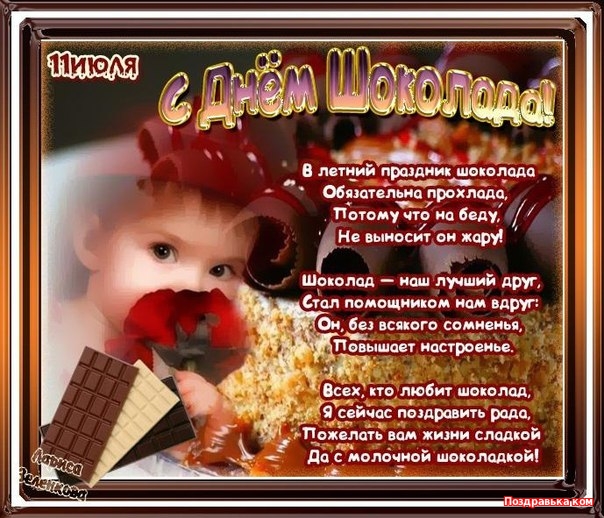 11 июля
С Днём Шоколада!
В летний праздник шоколада
Обязательна прохлада,
Потому что на беду,
Не выносит он жару!
Шоколад — наш лучший друг,
Стал помощником нам вдруг:
Он, без всякого сомненья,
Повышает настроенье.
Всех, кто любит шоколад,
Я сейчас поздравить рада,
Пожелать вам жизни сладкой
Да с молочной шоколадкой!
Лариса
Зеленкова
Поздравька.ком